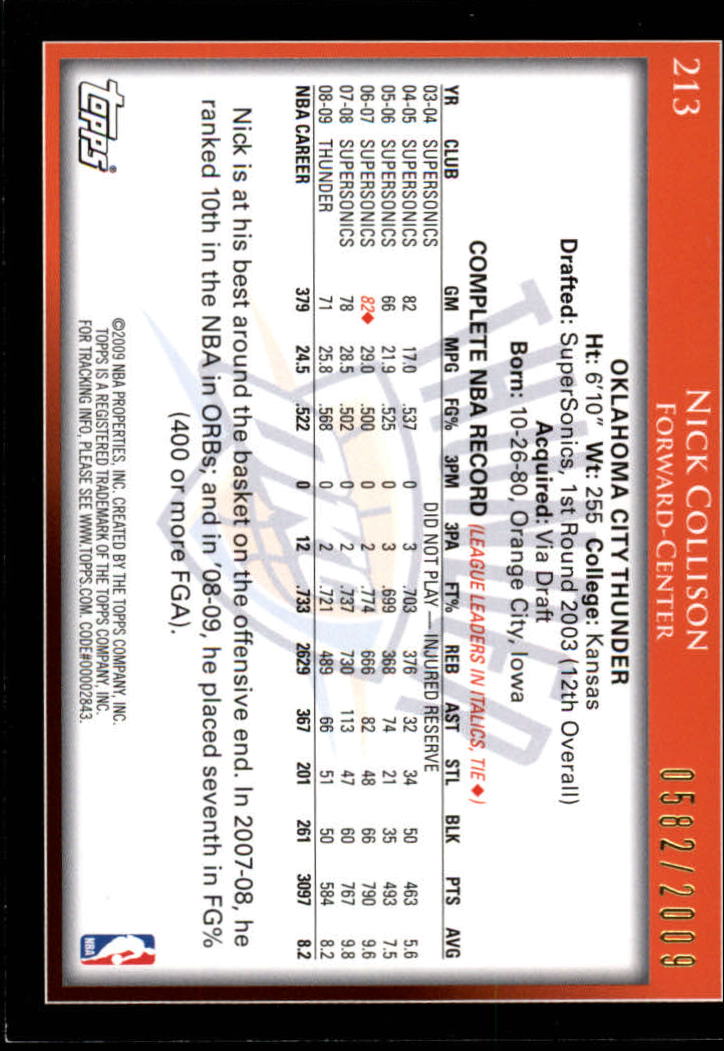 213
NICK COLLISON
FORWARD-CENTER
0582/2009
OKLAHOMA CITY THUNDER
Ht: 6'10" Wt: 255 College: Kansas
Drafted: SuperSonics, 1st Round 2003 (12th Overall)
Acquired: Via Draft
Born: 10-26-80, Orange City, Iowa
COMPLETE NBA RECORD (LEAGUE LEADERS IN ITALICS, TIE ♦)
YR CLUB GM MPG FG% 3PM 3PA FT% REB AST STL BLK PTS AVG
03-04 SUPERSONICS DID NOT PLAY — INJURED RESERVE
04-05 SUPERSONICS 82 17.0 .537 0 3 .703 376 32 34 50 463 5.6
05-06 SUPERSONICS 66 21.9 .525 0 3 .699 368 74 21 35 493 7.5
06-07 SUPERSONICS 82♦ 29.0 .500 0 2 .774 666 82 48 66 790 9.6
07-08 SUPERSONICS 78 28.5 .502 0 2 .737 730 113 47 60 767 9.8
08-09 THUNDER 71 25.8 .568 0 2 .721 489 66 51 50 584 8.2
NBA CAREER 379 24.5 .522 0 12 .733 2629 367 201 261 3097 8.2
Nick is at his best around the basket on the offensive end. In 2007-08, he
ranked 10th in the NBA in ORBs; and in '08-09, he placed seventh in FG%
(400 or more FGA).
topps®
©2009 NBA PROPERTIES, INC. CREATED BY THE TOPPS COMPANY, INC.
TOPPS IS A REGISTERED TRADEMARK OF THE TOPPS COMPANY, INC.
FOR TRACKING INFO, PLEASE SEE WWW.TOPPS.COM. CODE#00002843.
NBA
THUNDER
OKC